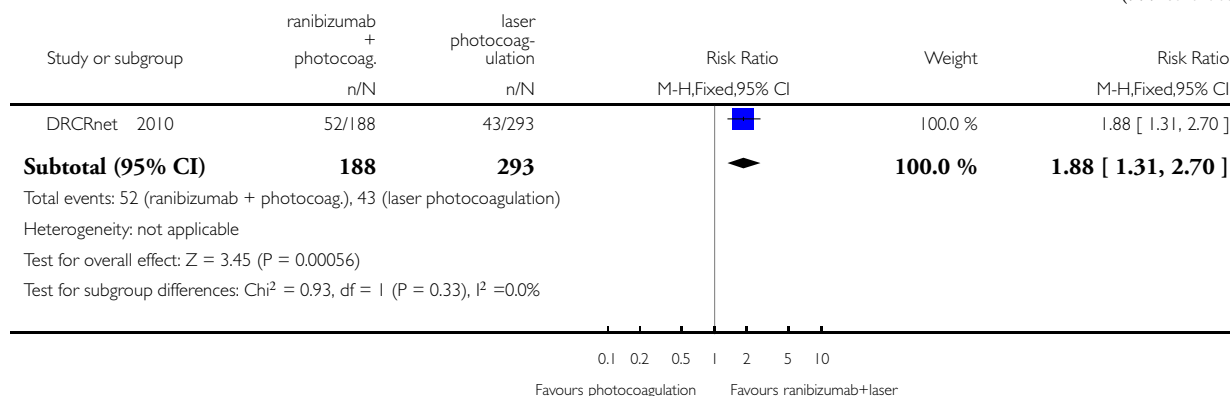 ranibizumab laser
+ photocoag-
Study or subgroup photocoag. ulation Risk Ratio Weight Risk Ratio
n/N n/N M-H,Fixed,95% CI M-H,Fixed,95% CI
DRCRnet 2010 52/188 43/293 100.0 % 1.88 [ 1.31, 2.70 ]
Subtotal (95% CI) 188 293 100.0 % 1.88 [ 1.31, 2.70 ]
Total events: 52 (ranibizumab + photocoag.), 43 (laser photocoagulation)
Heterogeneity: not applicable
Test for overall effect: Z = 3.45 (P = 0.00056)
Test for subgroup differences: Chi² = 0.93, df = 1 (P = 0.33), I² =0.0%
0.1 0.2 0.5 1 2 5 10
Favours photocoagulation Favours ranibizumab+laser